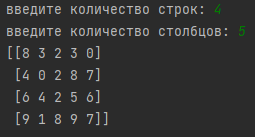 введите количество строк: 4
введите количество столбцов: 5
[[8 3 2 3 0]
 [4 0 2 8 7]
 [6 4 2 5 6]
 [9 1 8 9 7]]